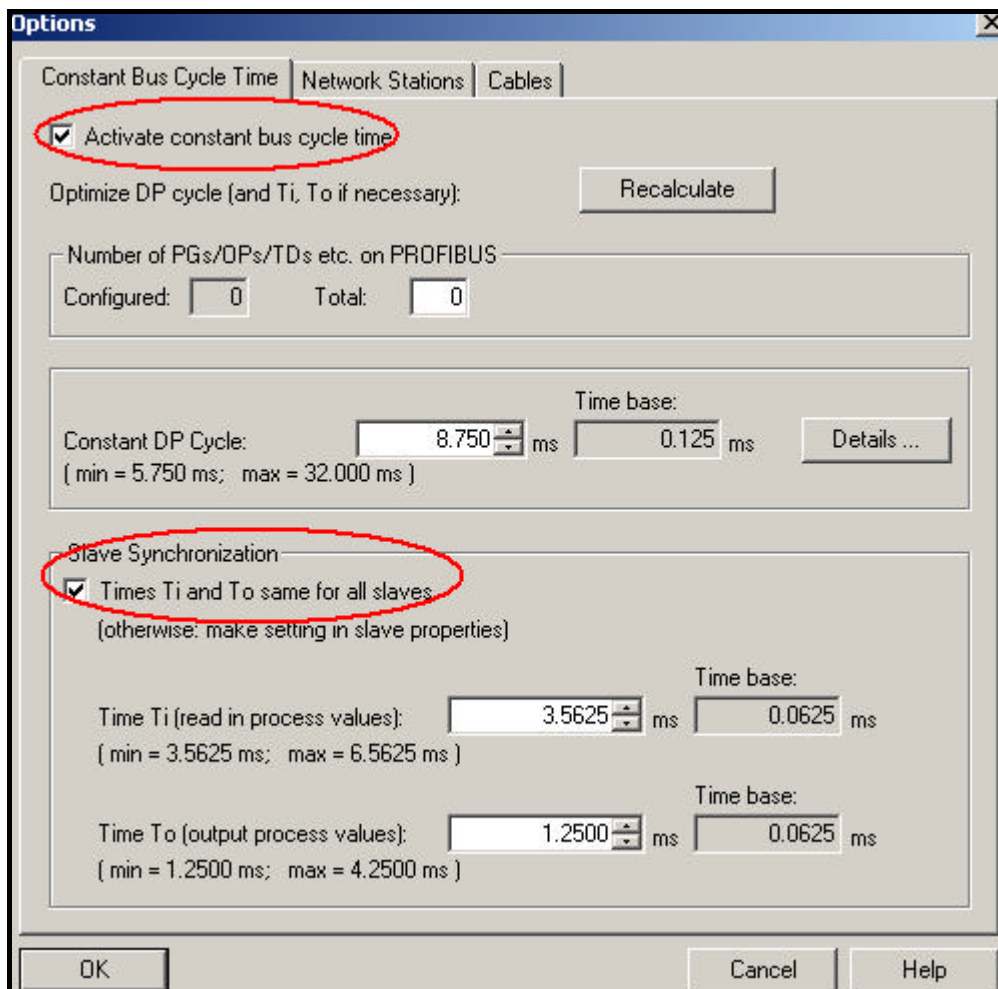 Options
Constant Bus Cycle Time Network Stations Cables
Activate constant bus cycle time
Optimize DP cycle (and Ti, To if necessary): Recalculate
Number of PGs/OPs/TDs etc. on PROFIBUS
Configured: 0 Total: 0
Time base:
Constant DP Cycle: 8.750 ms 0.125 ms Details ...
( min = 5.750 ms; max = 32.000 ms )
Slave Synchronization
Times Ti and To same for all slaves
(otherwise: make setting in slave properties)
Time base:
Time Ti (read in process values): 3.5625 ms 0.0625 ms
( min = 3.5625 ms; max = 6.5625 ms )
Time base:
Time To (output process values): 1.2500 ms 0.0625 ms
( min = 1.2500 ms; max = 4.2500 ms )
OK Cancel Help